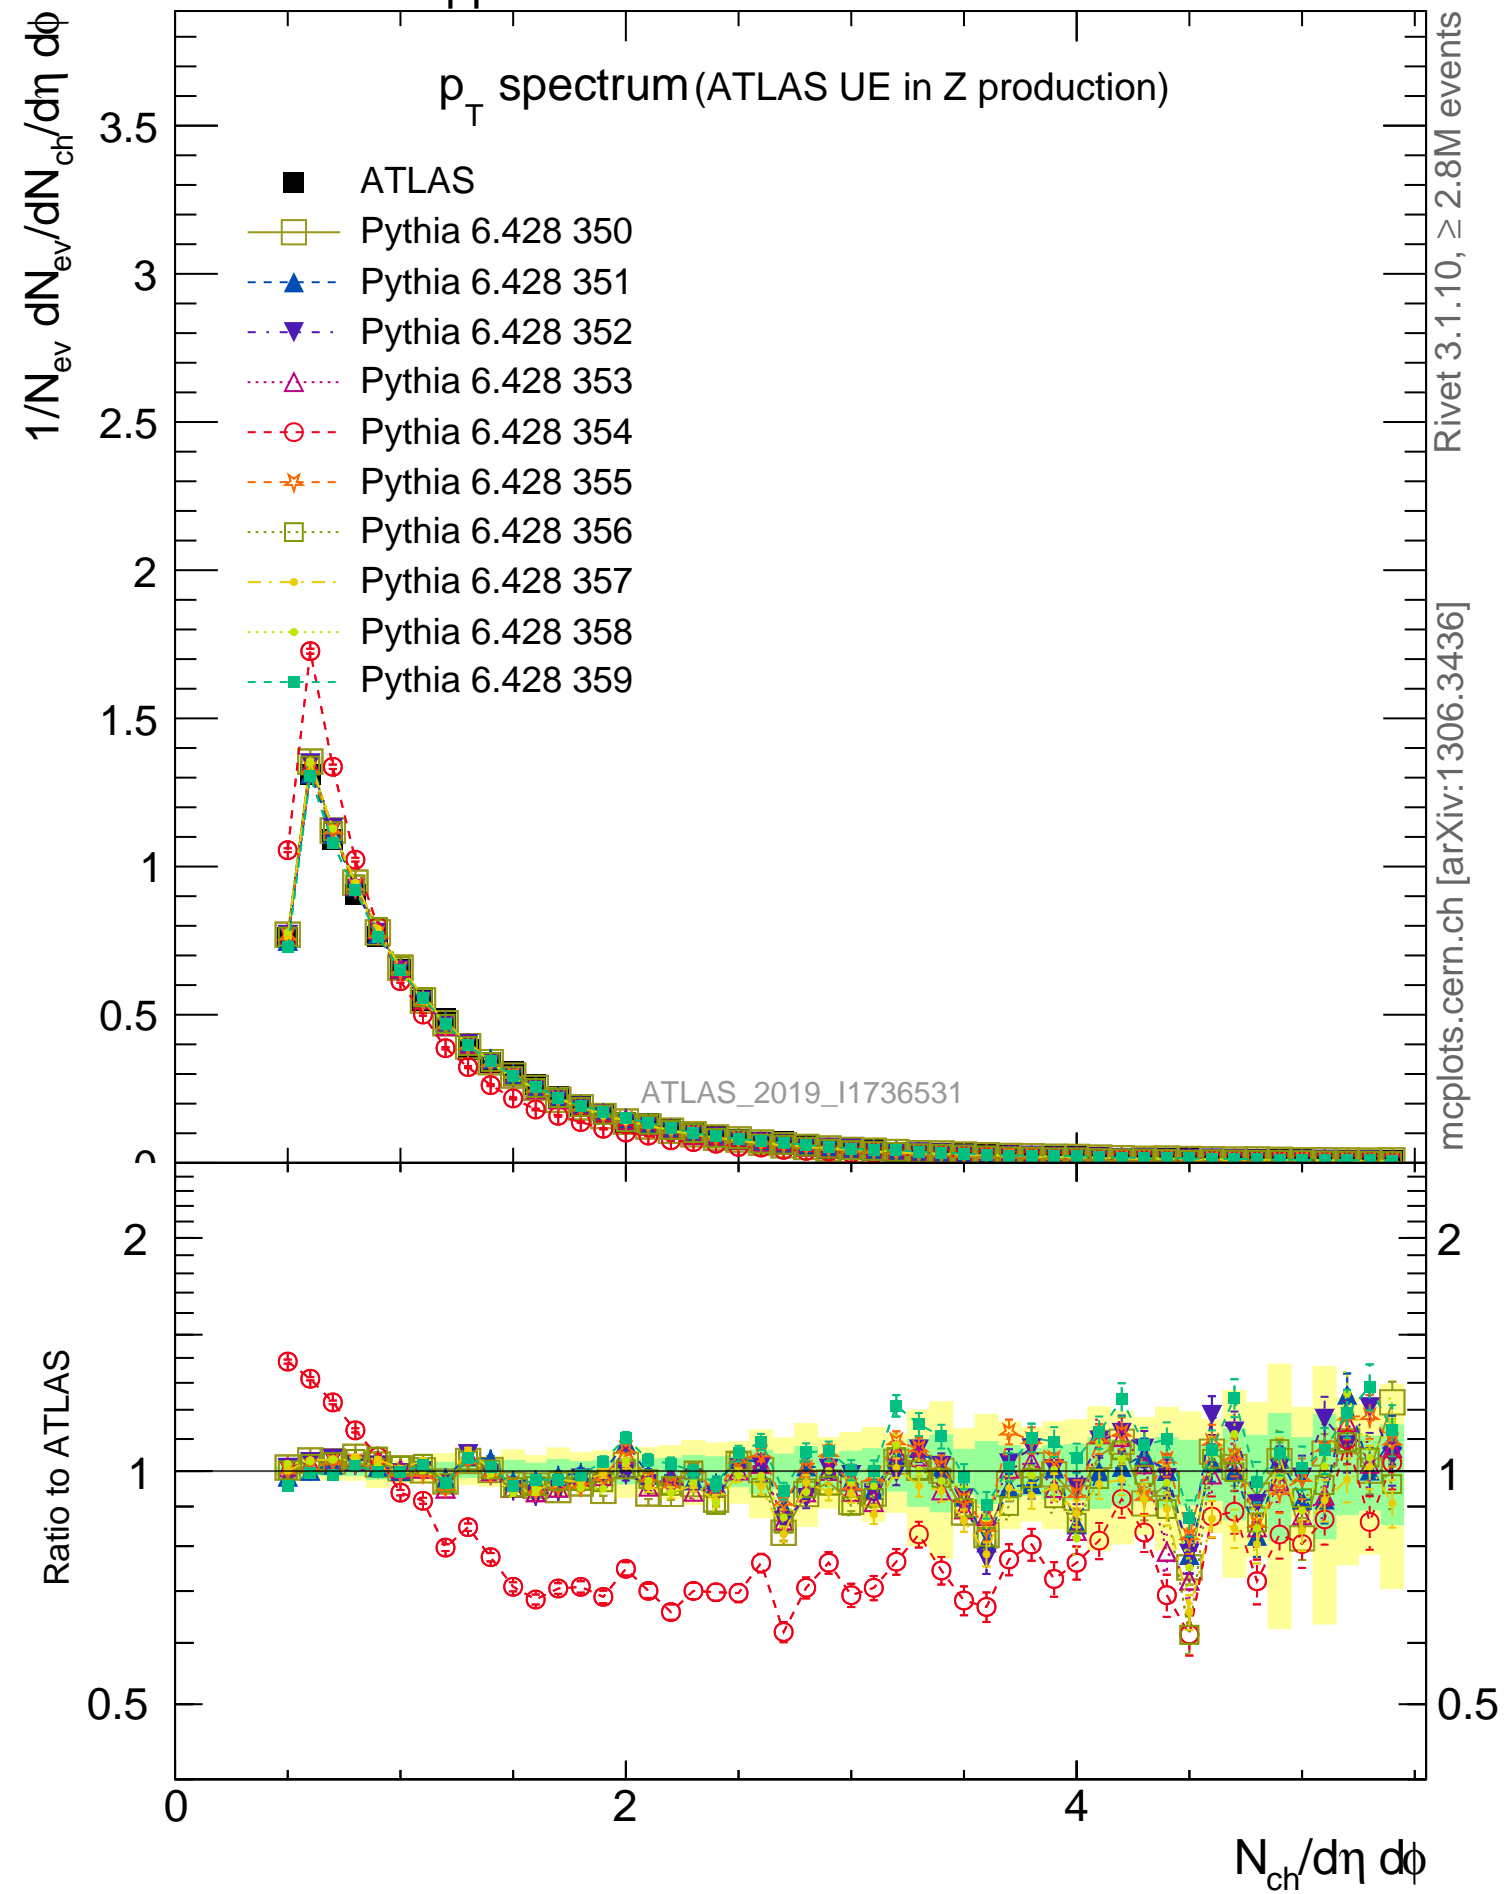 1/N_ev dN_ev/dN_ch/dη dϕ
p_T spectrum (ATLAS UE in Z production)
ATLAS
Pythia 6.428 350
Pythia 6.428 351
Pythia 6.428 352
Pythia 6.428 353
Pythia 6.428 354
Pythia 6.428 355
Pythia 6.428 356
Pythia 6.428 357
Pythia 6.428 358
Pythia 6.428 359
3.5
3
2.5
2
1.5
1
0.5
0
ATLAS_2019_I1736531
Rivet 3.1.10, ≥ 2.8M events
mcplots.cern.ch [arXiv:1306.3436]
Ratio to ATLAS
2
1
0.5
2
1
0.5
0
2
4
N_ch/dη dϕ